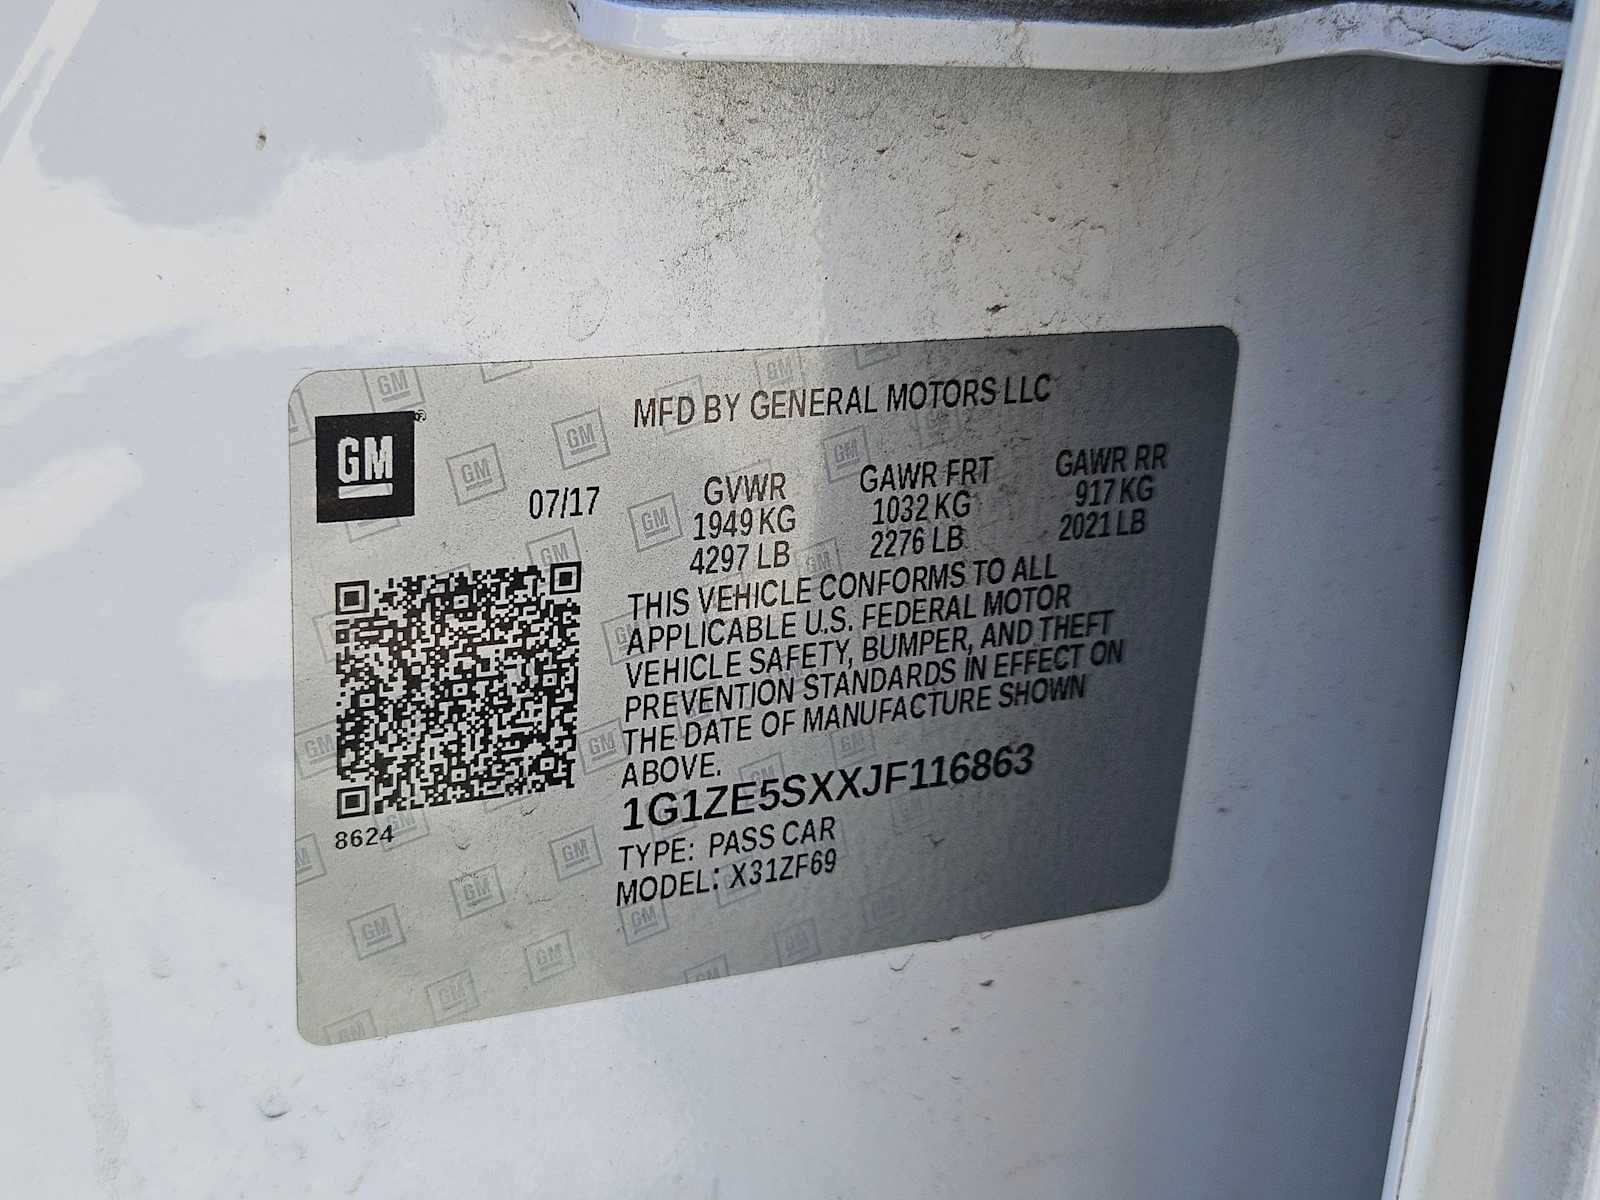 MFD BY GENERAL MOTORS LLC
GM
07/17
GVWR GAWR FRT GAWR RR
1949 KG 1032 KG 917 KG
4297 LB 2276 LB 2021 LB
THIS VEHICLE CONFORMS TO ALL
APPLICABLE U.S. FEDERAL MOTOR
VEHICLE SAFETY, BUMPER, AND THEFT
PREVENTION STANDARDS IN EFFECT ON
THE DATE OF MANUFACTURE SHOWN
ABOVE.
1G1ZE5SXXJF116863
8624
TYPE: PASS CAR
MODEL: X31ZF69